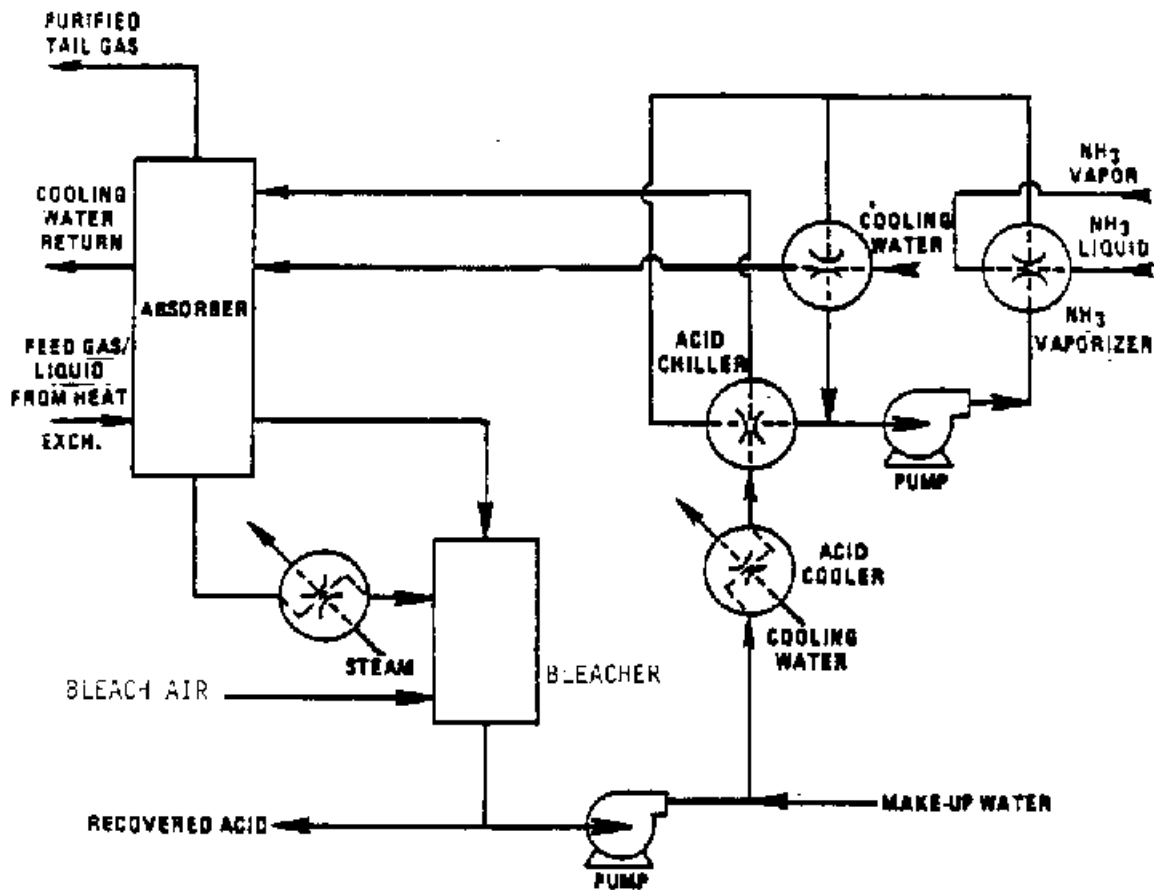 PURIFIED
TAIL GAS
NH3
VAPOR
COOLING
WATER
RETURN
COOLING
WATER
NH3
LIQUID
ABSORBER
NH3
VAPORIZER
FEED GAS/
LIQUID
FROM HEAT
EXCH.
ACID
CHILLER
PUMP
ACID
COOLER
COOLING
WATER
STEAM
BLEACH AIR
BLEACHER
MAKE-UP WATER
RECOVERED ACID
PUMP